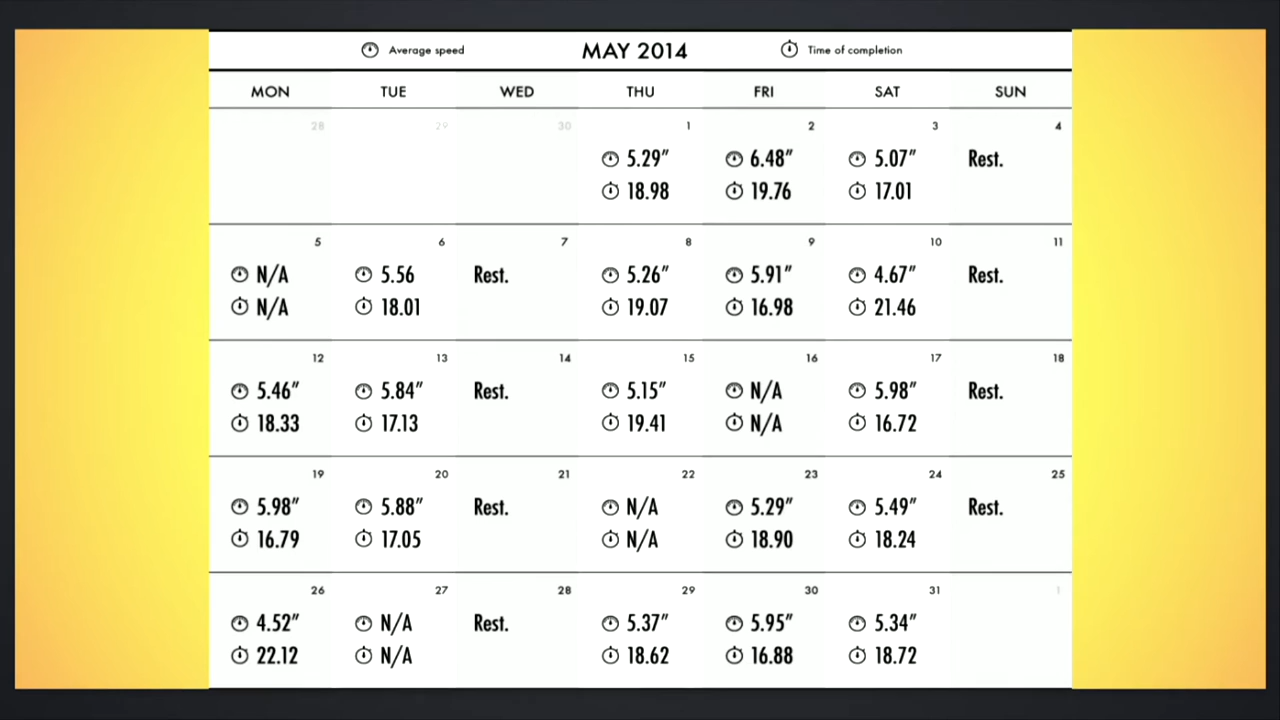 Average speed MAY 2014 Time of completion
MON TUE WED THU FRI SAT SUN
28 29 30 1 2 3 4
5.29″ 6.48″ 5.07″ Rest.
18.98 19.76 17.01
5 6 7 8 9 10 11
N/A 5.56 Rest. 5.26″ 5.91″ 4.67″ Rest.
N/A 18.01 19.07 16.98 21.46
12 13 14 15 16 17 18
5.46″ 5.84″ Rest. 5.15″ N/A 5.98″ Rest.
18.33 17.13 19.41 N/A 16.72
19 20 21 22 23 24 25
5.98″ 5.88″ Rest. N/A 5.29″ 5.49″ Rest.
16.79 17.05 N/A 18.90 18.24
26 27 28 29 30 31 1
4.52″ N/A Rest. 5.37″ 5.95″ 5.34″
22.12 N/A 18.62 16.88 18.72